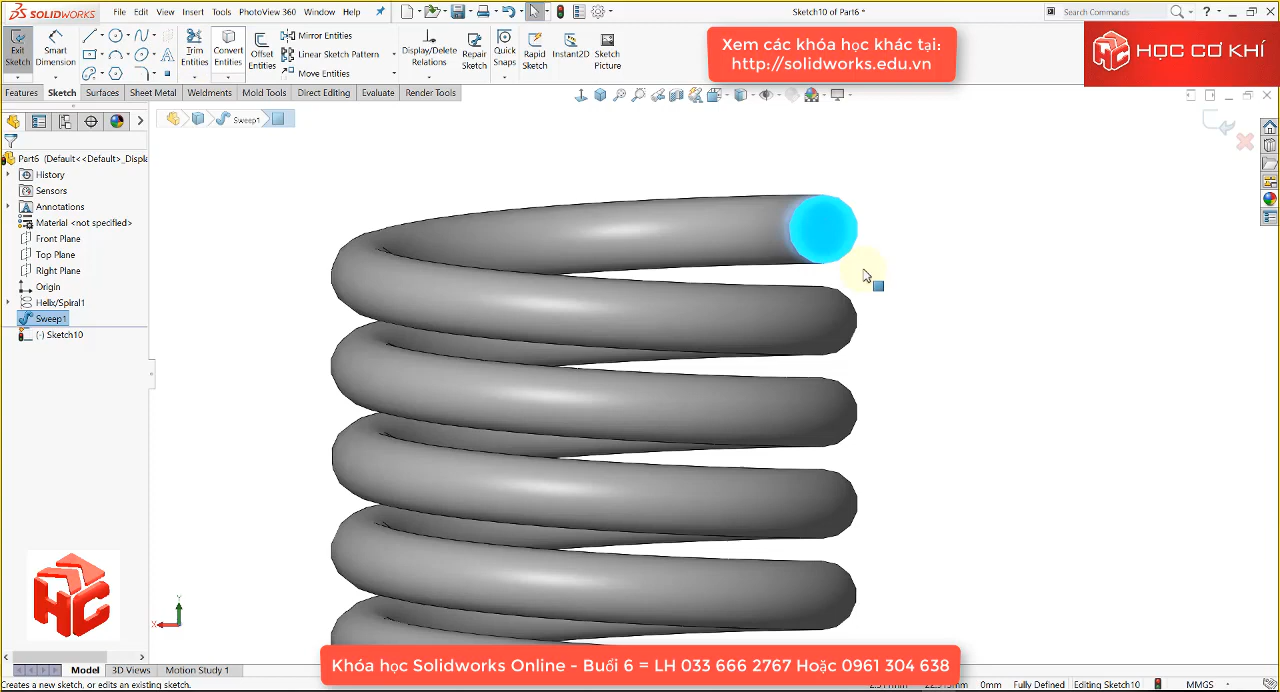 SOLIDWORKS File Edit View Insert Tools PhotoView 360 Window Help Sketch10 of Part6 * Search Commands
Xem các khóa học khác tại:
http://solidworks.edu.vn
HỌC CƠ KHÍ
Exit Sketch
Smart Dimension
Trim Entities
Convert Entities
Offset Entities
Mirror Entities
Linear Sketch Pattern
Move Entities
Display/Delete Relations
Repair Sketch
Quick Snaps
Rapid Sketch
Instant2D
Sketch Picture
Features Sketch Surfaces Sheet Metal Weldments Mold Tools Direct Editing Evaluate Render Tools
Sweep1
Part6 (Default<<Default>_Displa
History
Sensors
Annotations
Material <not specified>
Front Plane
Top Plane
Right Plane
Origin
Helix/Spiral1
Sweep1
(-) Sketch10
Y
X
HC
Khóa học Solidworks Online - Buổi 6 = LH 033 666 2767 Hoặc 0961 304 638
Model 3D Views Motion Study 1
Creates a new sketch, or edits an existing sketch. 0mm Fully Defined Editing Sketch10 MMGS